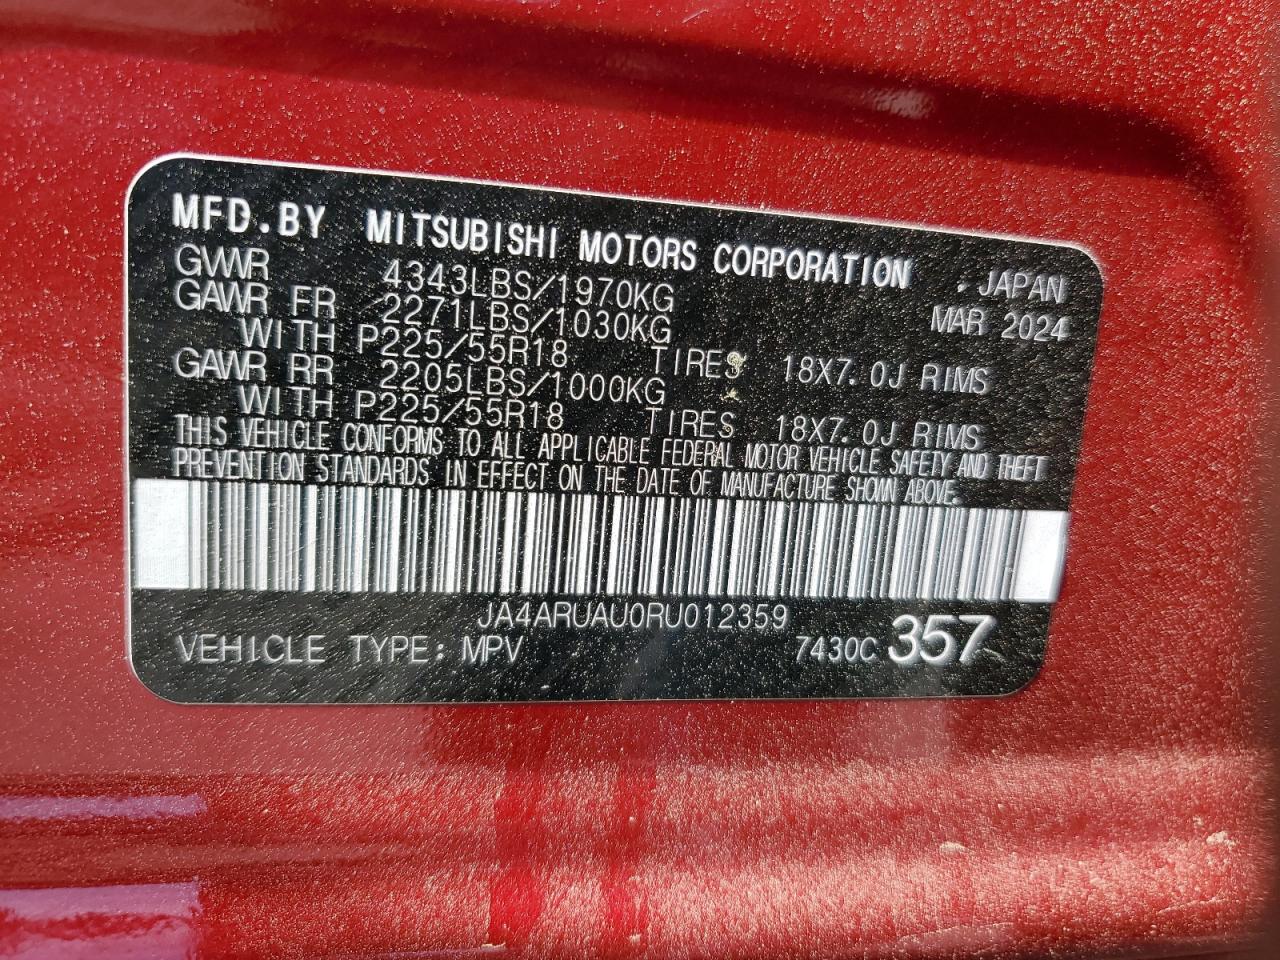 MFD.BY MITSUBISHI MOTORS CORPORATION . JAPAN
GVWR 4343LBS/1970KG MAR 2024
GAWR FR 2271LBS/1030KG
WITH P225/55R18 TIRES 18X7.0J RIMS
GAWR RR 2205LBS/1000KG
WITH P225/55R18 TIRES 18X7.0J RIMS
THIS VEHICLE CONFORMS TO ALL APPLICABLE FEDERAL MOTOR VEHICLE SAFETY AND THEFT
PREVENTION STANDARDS IN EFFECT ON THE DATE OF MANUFACTURE SHOWN ABOVE.
JA4ARUAU0RU012359
VEHICLE TYPE: MPV 7430C 357